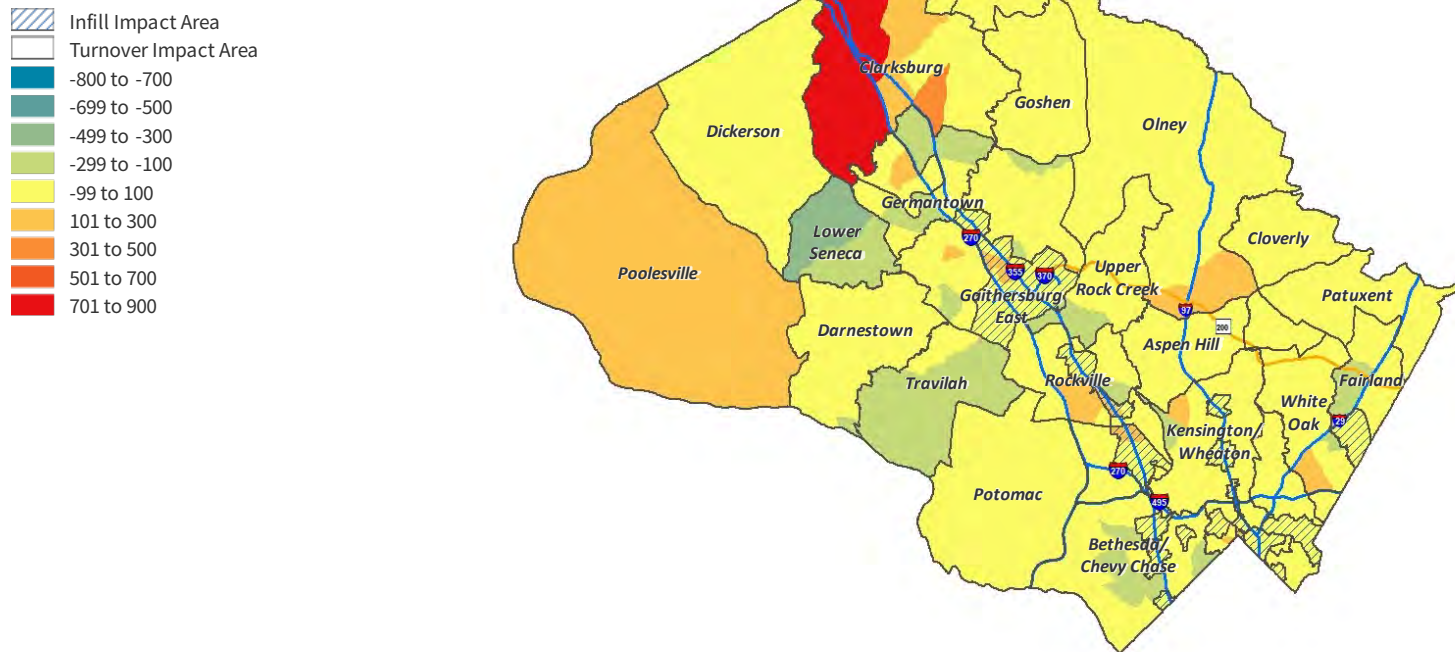 Infill Impact Area
Turnover Impact Area
-800 to -700
-699 to -500
-499 to -300
-299 to -100
-99 to 100
101 to 300
301 to 500
501 to 700
701 to 900
Clarksburg
Goshen
Olney
Dickerson
Germantown
Lower
Seneca
270
Cloverly
Poolesville
355
370
Upper
Rock Creek
Gaithersburg
East
Patuxent
97
200
Darnestown
Aspen Hill
Travilah
Rockville
Fairland
White
Oak
29
Kensington/
Wheaton
270
Potomac
495
Bethesda/
Chevy Chase